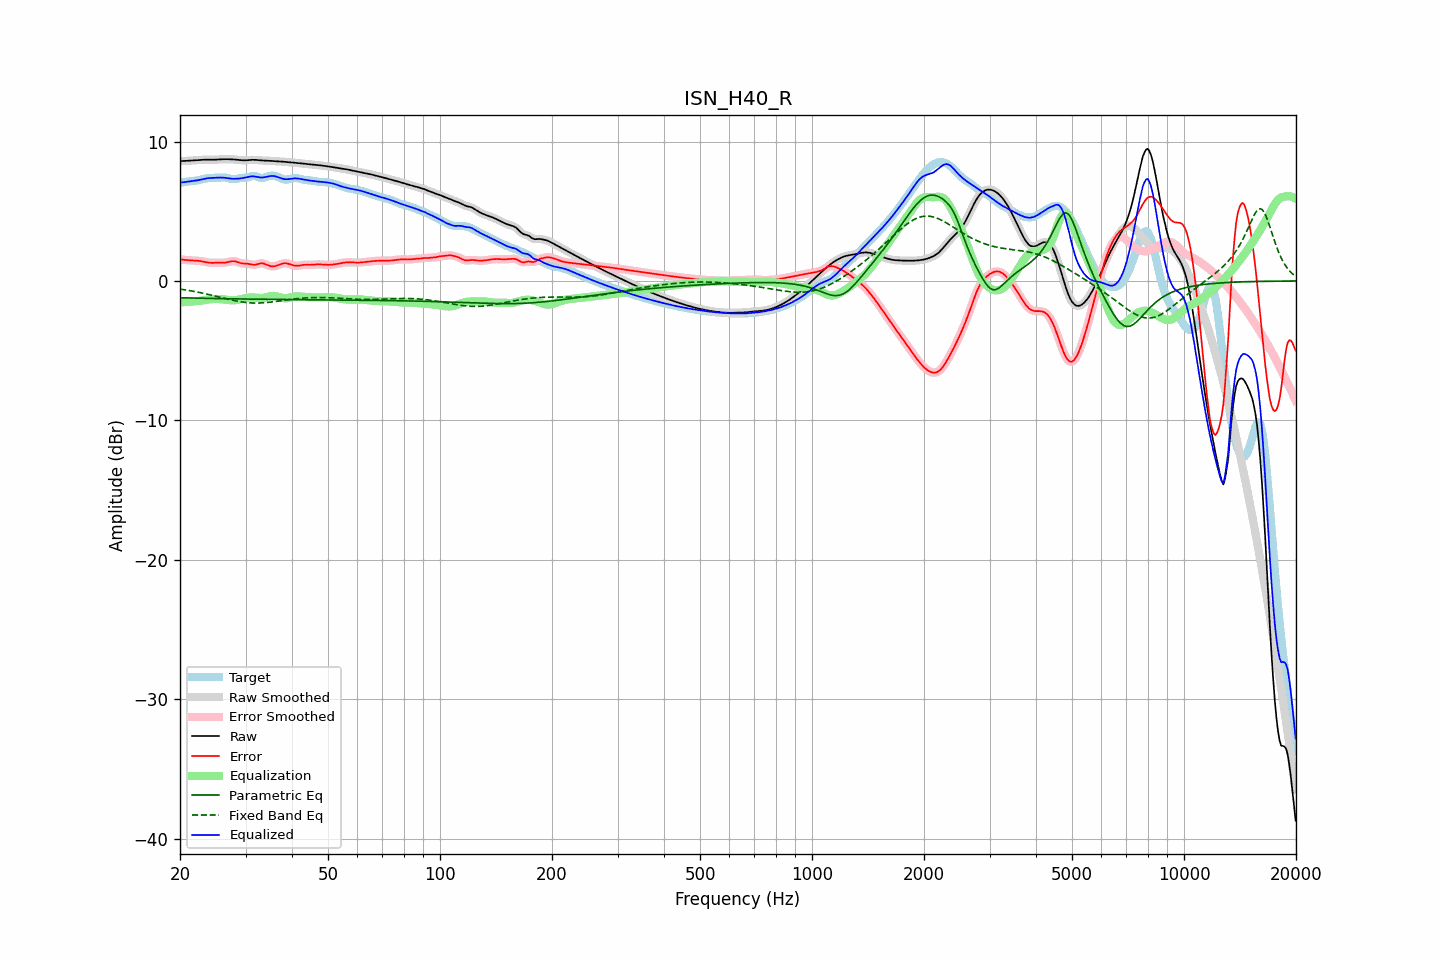 ISN_H40_R
10
0
−10
−20
−30
−40
Amplitude (dBr)
Target
Raw Smoothed
Error Smoothed
Raw
Error
Equalization
Parametric Eq
Fixed Band Eq
Equalized
20 50 100 200 500 1000 2000 5000 10000 20000
Frequency (Hz)